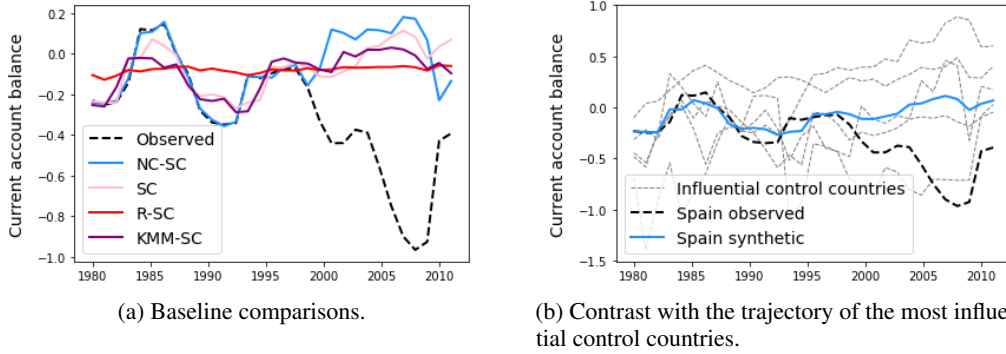 Current account balance
0.2
0.0
−0.2
−0.4
−0.6
−0.8
−1.0
Observed
NC-SC
SC
R-SC
KMM-SC
1980 1985 1990 1995 2000 2005 2010
(a) Baseline comparisons.
Current account balance
1.0
0.5
0.0
−0.5
−1.0
−1.5
Influential control countries
Spain observed
Spain synthetic
1980 1985 1990 1995 2000 2005 2010
(b) Contrast with the trajectory of the most influe
tial control countries.